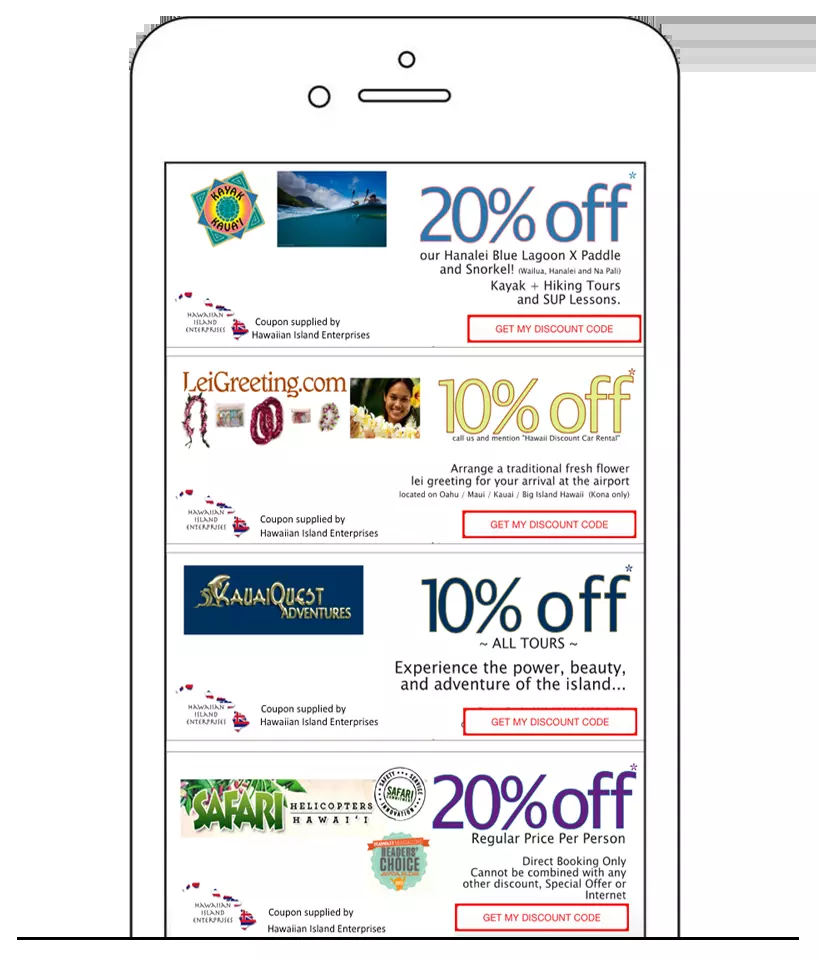 KAYAK
KAUA'I
20% off*
our Hanalei Blue Lagoon X Paddle
and Snorkel! (Wailua, Hanalei and Na Pali)
Kayak + Hiking Tours
and SUP Lessons.
HAWAIIAN
ISLAND
ENTERPRISES
Coupon supplied by
Hawaiian Island Enterprises
GET MY DISCOUNT CODE
LeiGreeting.com
10% off*
call us and mention "Hawaii Discount Car Rental"
Arrange a traditional fresh flower
lei greeting for your arrival at the airport
located on Oahu / Maui / Kauai / Big Island Hawaii (Kona only)
HAWAIIAN
ISLAND
ENTERPRISES
Coupon supplied by
Hawaiian Island Enterprises
GET MY DISCOUNT CODE
KAUAIQUEST
ADVENTURES
10% off*
~ ALL TOURS ~
Experience the power, beauty,
and adventure of the island...
HAWAIIAN
ISLAND
ENTERPRISES
Coupon supplied by
Hawaiian Island Enterprises
GET MY DISCOUNT CODE
SAFARI
HELICOPTERS
HAWAI'I
SAFETY SERVICE
SAFARI
INNOVATION
READERS'
CHOICE
20% off*
Regular Price Per Person
Direct Booking Only
Cannot be combined with any
other discount, Special Offer or
Internet
HAWAIIAN
ISLAND
ENTERPRISES
Coupon supplied by
Hawaiian Island Enterprises
GET MY DISCOUNT CODE